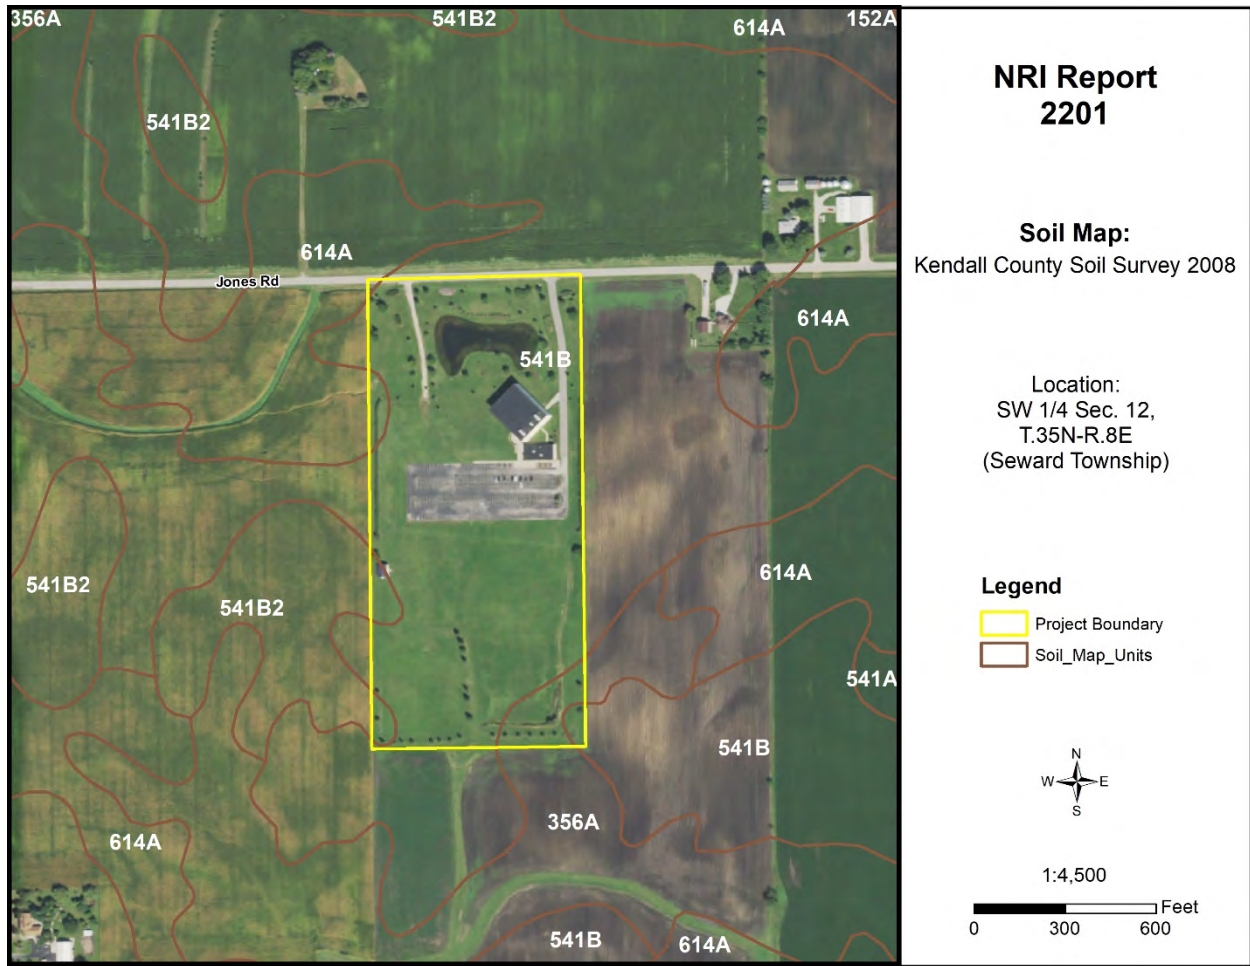 356A
541B2
614A
152A
541B2
614A
Jones Rd
614A
541B
614A
541B2
541B2
541A
541B
356A
614A
541B
614A
NRI Report
2201
Soil Map:
Kendall County Soil Survey 2008
Location:
SW 1/4 Sec. 12,
T.35N-R.8E
(Seward Township)
Legend
Project Boundary
Soil_Map_Units
N
W E
S
1:4,500
Feet
0 300 600